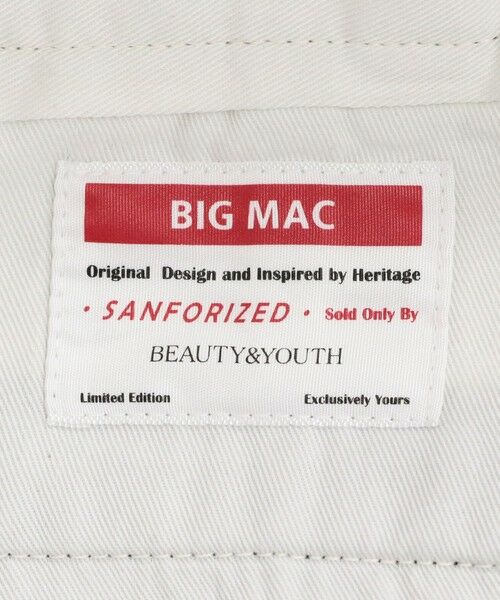 BIG MAC
Original Design and Inspired by Heritage
• SANFORIZED • Sold Only By
BEAUTY&YOUTH
Limited Edition Exclusively Yours